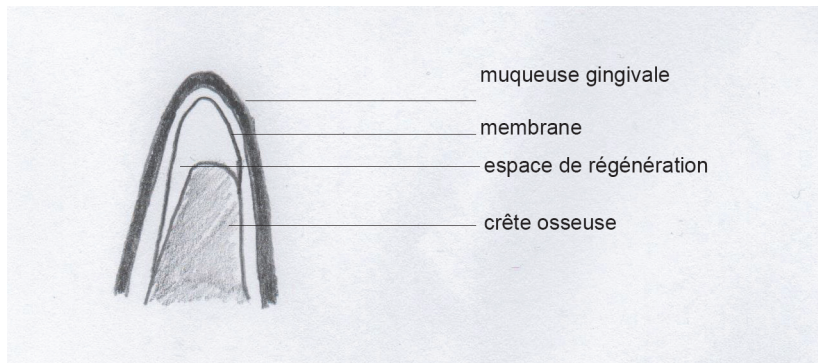 muqueuse gingivale
membrane
espace de régénération
crête osseuse